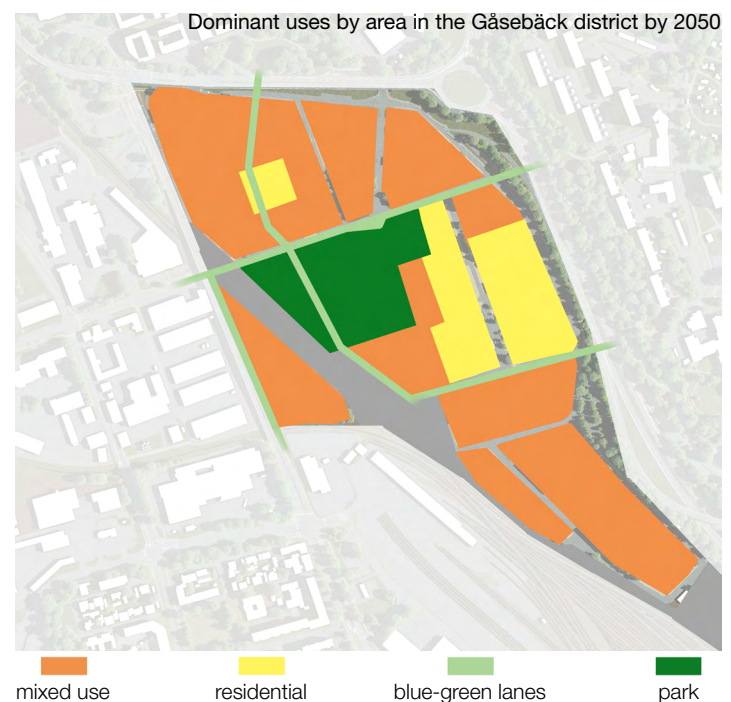 Dominant uses by area in the Gåsebäck district by 2050
mixed use
residential
blue-green lanes
park